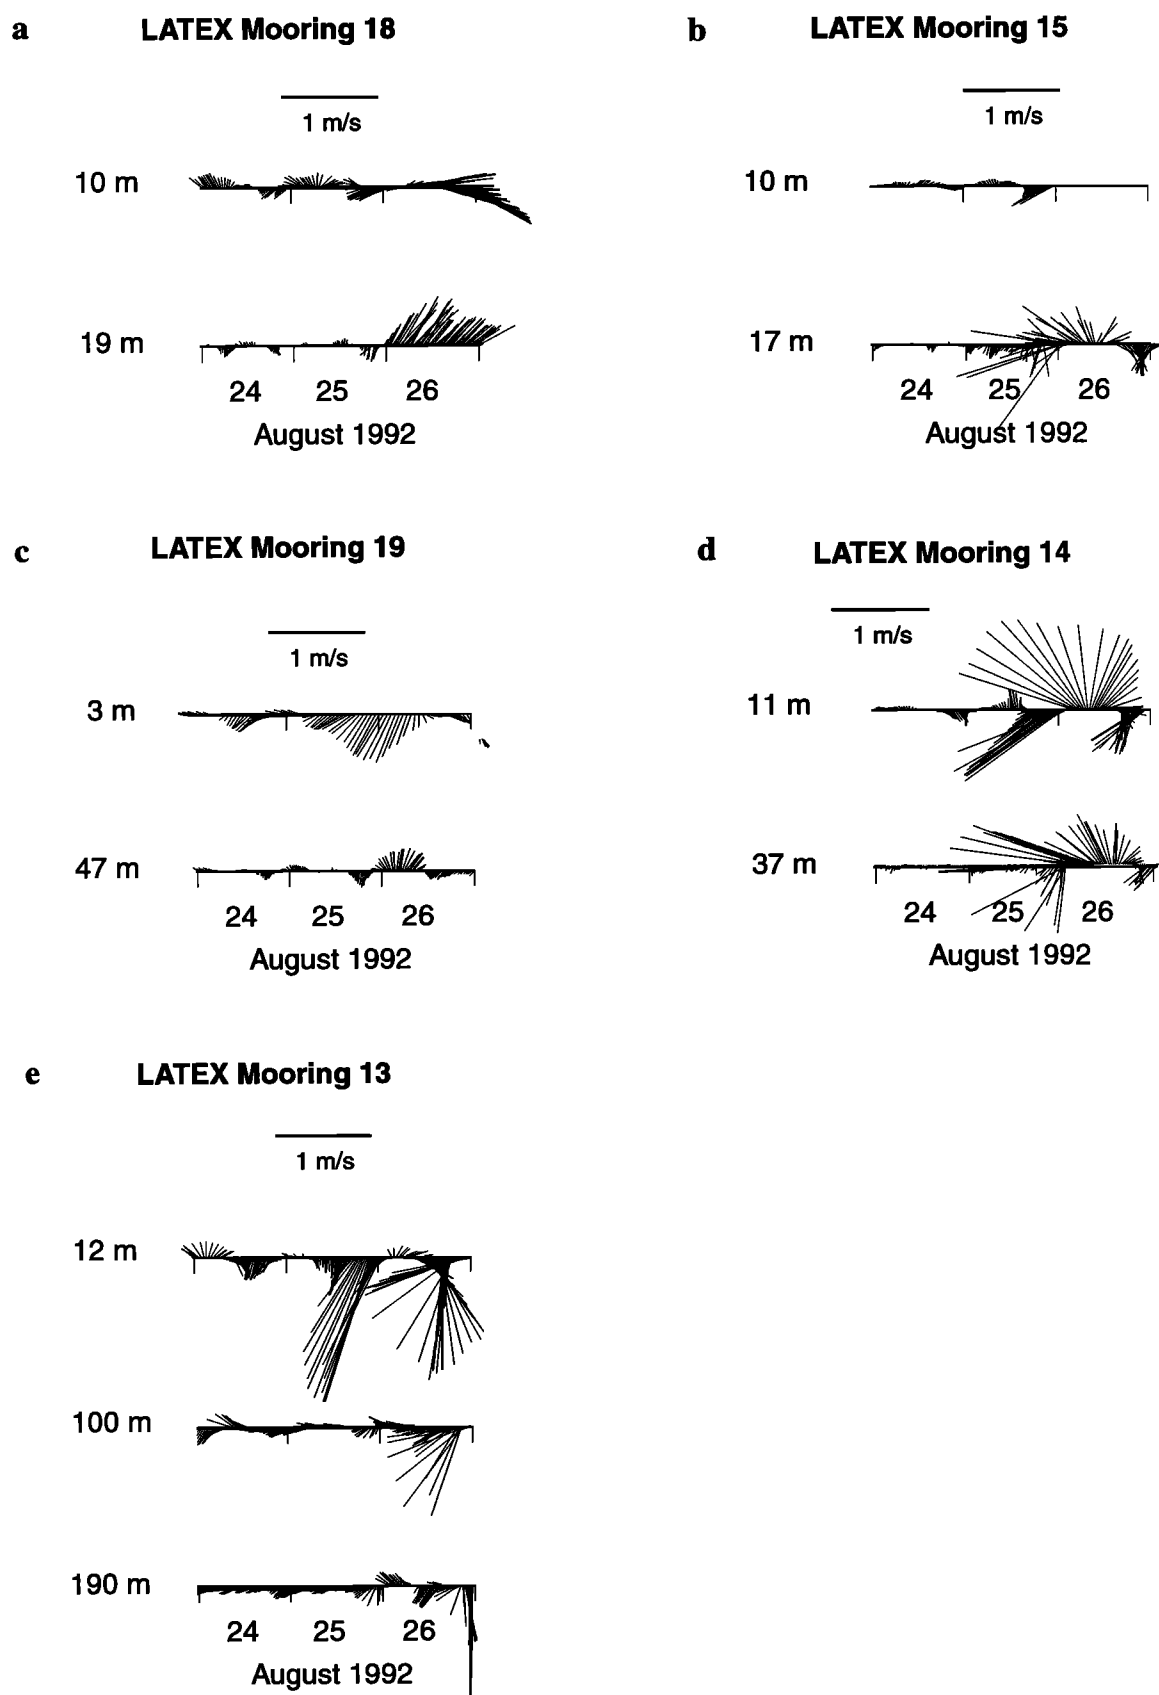 a LATEX Mooring 18
1 m/s
10 m
19 m
24 25 26
August 1992
b LATEX Mooring 15
1 m/s
10 m
17 m
24 25 26
August 1992
c LATEX Mooring 19
1 m/s
3 m
47 m
24 25 26
August 1992
d LATEX Mooring 14
1 m/s
11 m
37 m
24 25 26
August 1992
e LATEX Mooring 13
1 m/s
12 m
100 m
190 m
24 25 26
August 1992